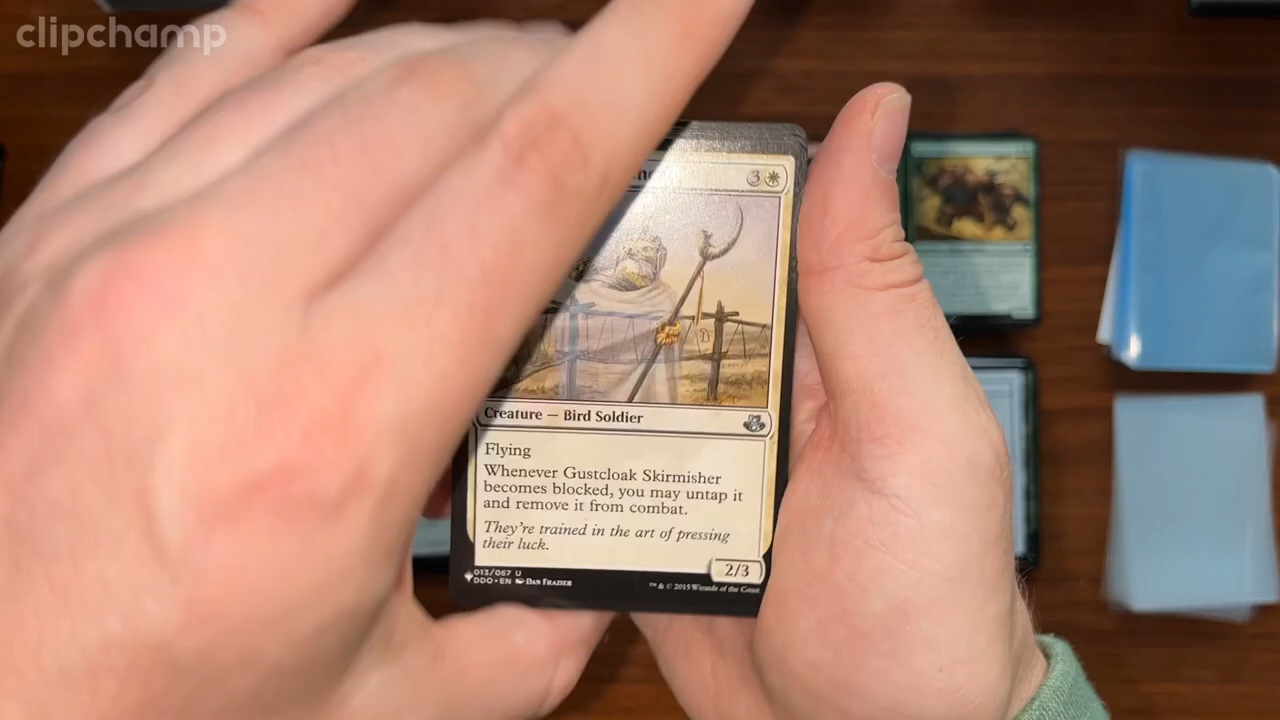 clipchamp
3
Creature — Bird Soldier
Flying
Whenever Gustcloak Skirmisher
becomes blocked, you may untap it
and remove it from combat.
They're trained in the art of pressing
their luck.
2/3
013/067 U
DDO • EN Dan Frazier
™ & © 2015 Wizards of the Coast